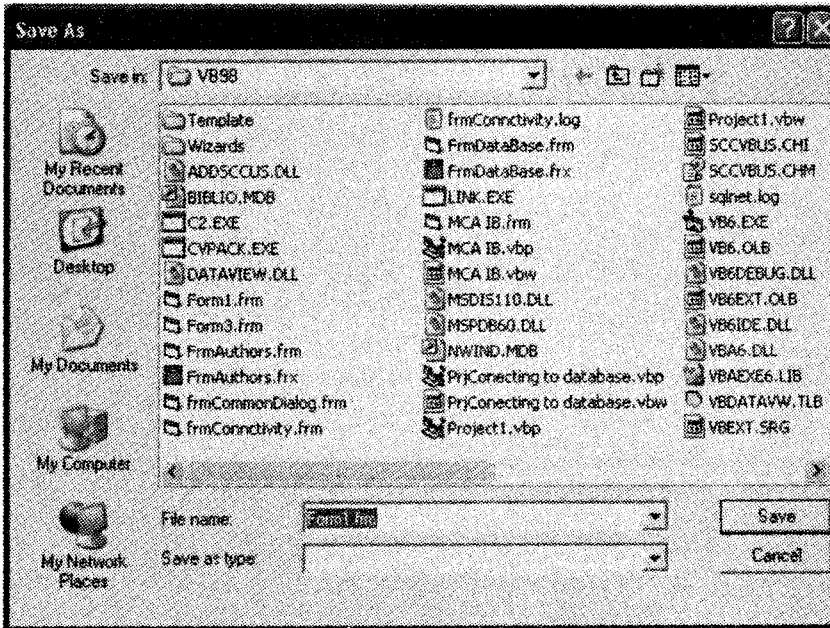 Save As
Save in: VB98
My Recent Documents
Desktop
My Documents
My Computer
My Network Places
Template
Wizards
ADDSCCUS.DLL
BIBLIO.MDB
C2.EXE
CVPACK.EXE
DATAVIEW.DLL
Form1.frm
Form3.frm
FrmAuthors.frm
FrmAuthors.frx
frmCommonDialog.frm
frmConnctivity.frm
frmConnctivity.log
FrmDataBase.frm
FrmDataBase.frx
LINK.EXE
MCA IB.frm
MCA IB.vbp
MCA IB.vbw
MSDIS110.DLL
MSPDB60.DLL
NWIND.MDB
PrjConecting to database.vbp
PrjConecting to database.vbw
Project1.vbp
Project1.vbw
SCCVBUS.CHI
SCCVBUS.CHM
sqlnet.log
VB6.EXE
VB6.OLB
VB6DEBUG.DLL
VB6EXT.OLB
VB6IDE.DLL
VBA6.DLL
VBAEXE6.LIB
VBDATAVW.TLB
VBEXT.SRG
File name: Form1.frm
Save
Save as type:
Cancel